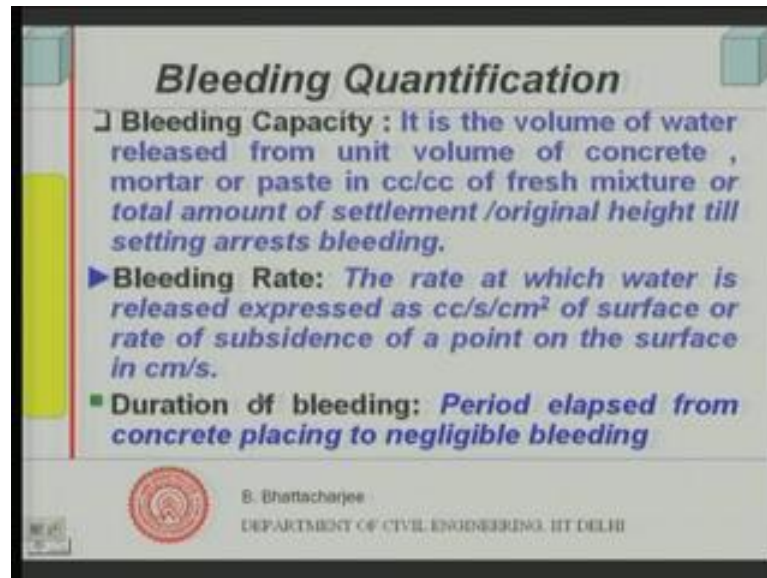 Bleeding Quantification
❑ Bleeding Capacity : It is the volume of water
released from unit volume of concrete ,
mortar or paste in cc/cc of fresh mixture or
total amount of settlement /original height till
setting arrests bleeding.
▶Bleeding Rate: The rate at which water is
released expressed as cc/s/cm² of surface or
rate of subsidence of a point on the surface
in cm/s.
▪Duration of bleeding: Period elapsed from
concrete placing to negligible bleeding
B. Bhattacharjee
DEPARTMENT OF CIVIL ENGINEERING, IIT DELHI